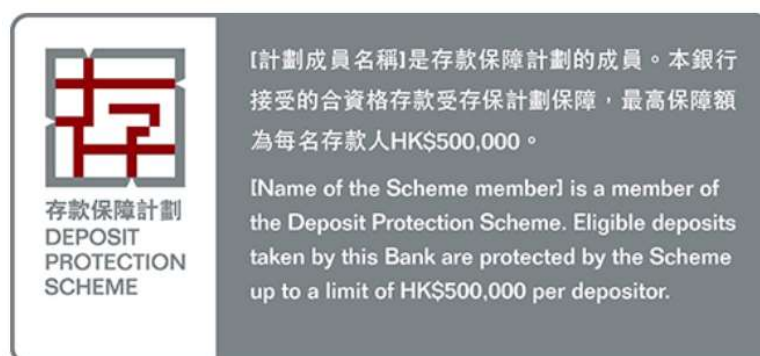 存
存款保障計劃
DEPOSIT
PROTECTION
SCHEME
[計劃成員名稱]是存款保障計劃的成員。本銀行
接受的合資格存款受存保計劃保障，最高保障額
為每名存款人HK$500,000。
[Name of the Scheme member] is a member of
the Deposit Protection Scheme. Eligible deposits
taken by this Bank are protected by the Scheme
up to a limit of HK$500,000 per depositor.